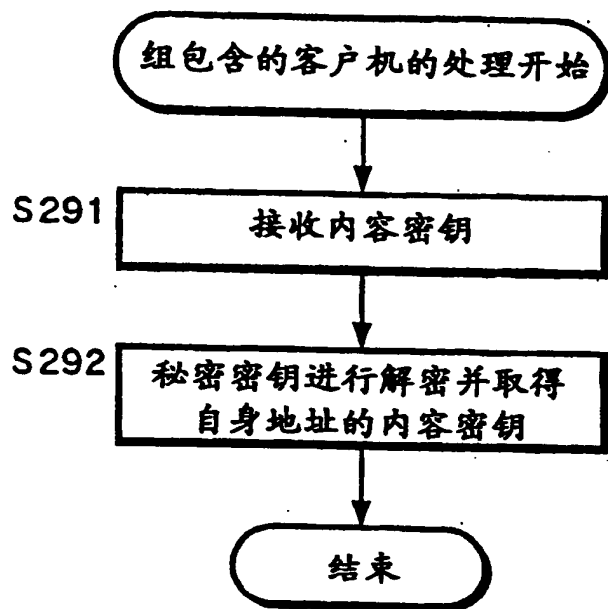 组包含的客户机的处理开始
S291
接收内容密钥
S292
秘密密钥进行解密并取得
自身地址的内容密钥
结束